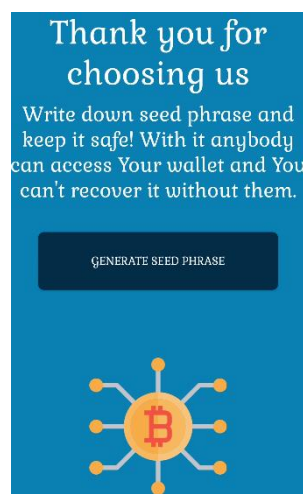 Thank you for
choosing us
Write down seed phrase and
keep it safe! With it anybody
can access Your wallet and You
can't recover it without them.
GENERATE SEED PHRASE